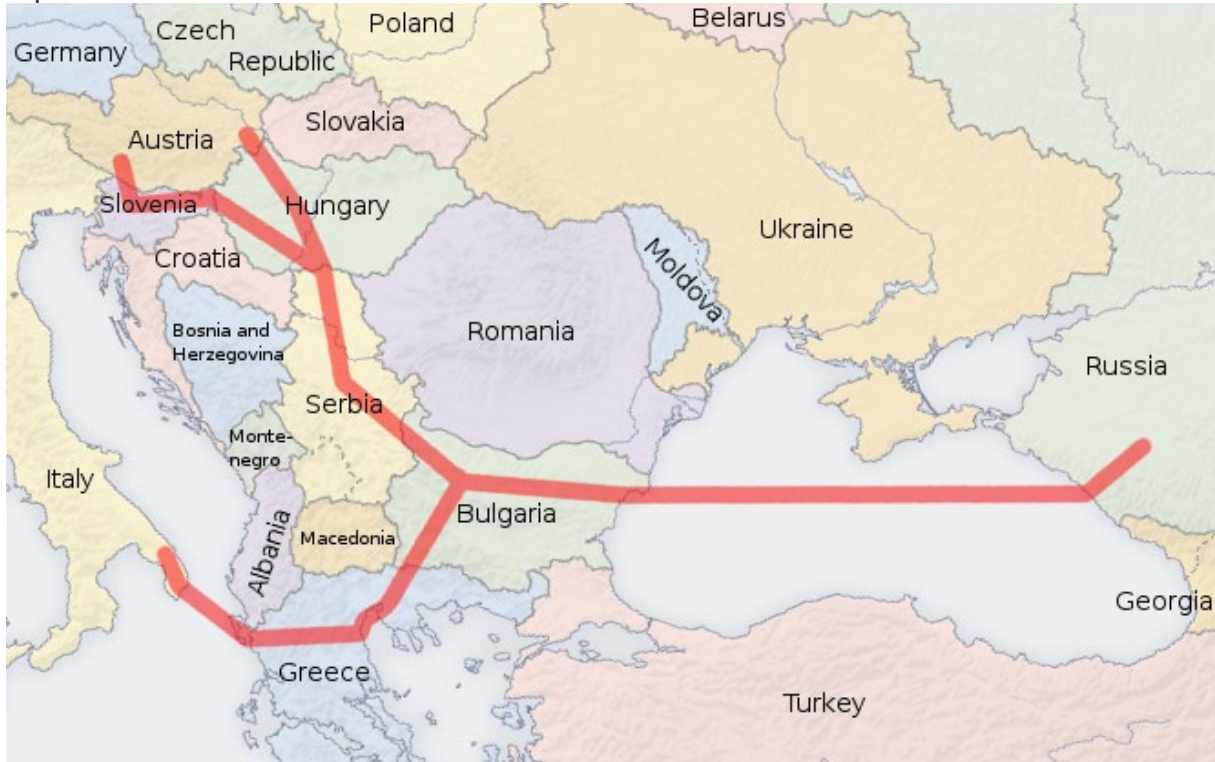 Poland
Belarus
Czech
Republic
Germany
Slovakia
Austria
Slovenia
Hungary
Ukraine
Croatia
Moldova
Bosnia and
Herzegovina
Romania
Russia
Serbia
Monte-
negro
Italy
Bulgaria
Albania
Macedonia
Georgia
Greece
Turkey